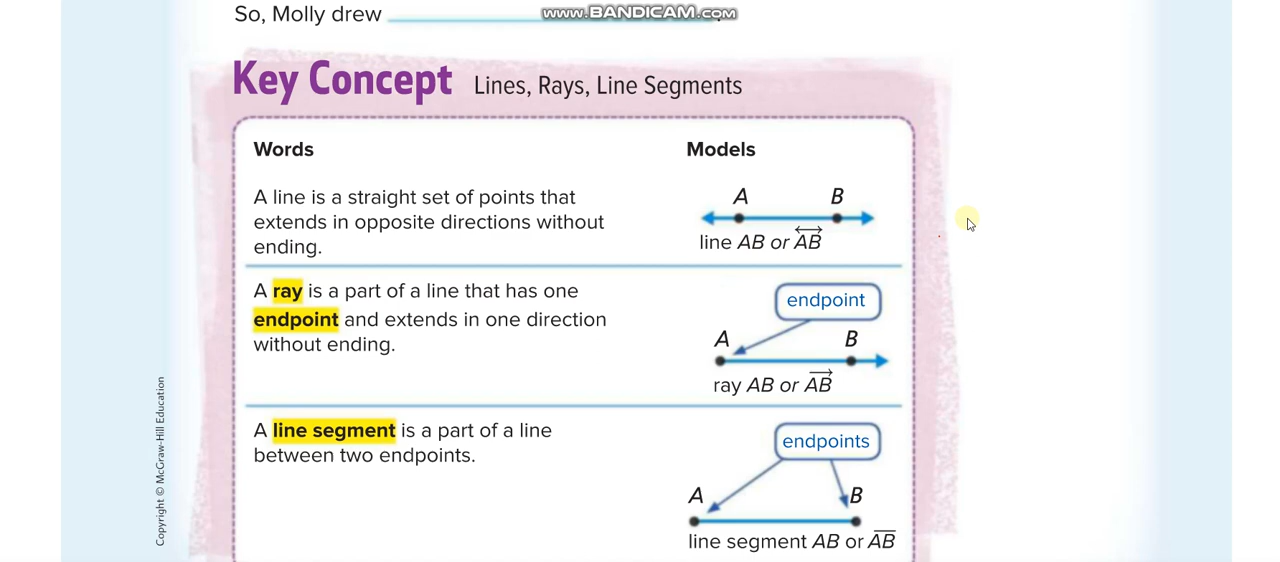 So, Molly drew ____________________.
www.BANDICAM.com
Key Concept Lines, Rays, Line Segments
Words
Models
A line is a straight set of points that
extends in opposite directions without
ending.
A B
line AB or AB
A ray is a part of a line that has one
endpoint and extends in one direction
without ending.
endpoint
A B
ray AB or AB
A line segment is a part of a line
between two endpoints.
endpoints
A B
line segment AB or AB
Copyright © McGraw-Hill Education